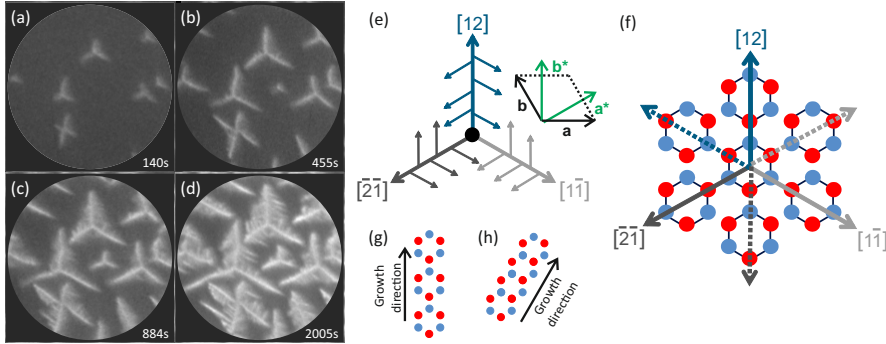 (a)
140s
(b)
455s
(c)
884s
(d)
2005s
(e)
[12]
[2̅1̅]
[11̅]
b*
a*
b
a
(f)
[12]
[2̅1̅]
[11̅]
(g)
Growth
direction
(h)
Growth
direction